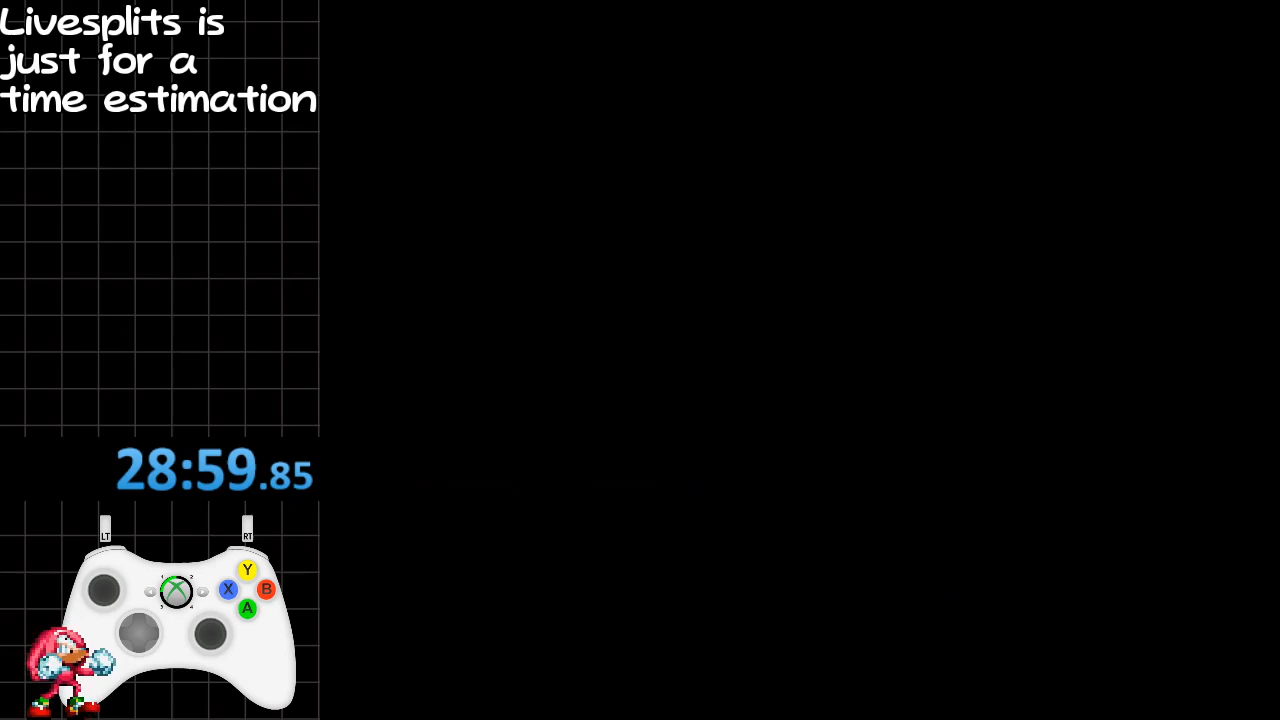 Livesplits is
just for a
time estimation
28:59.85
LT
RT
Y
X
B
A